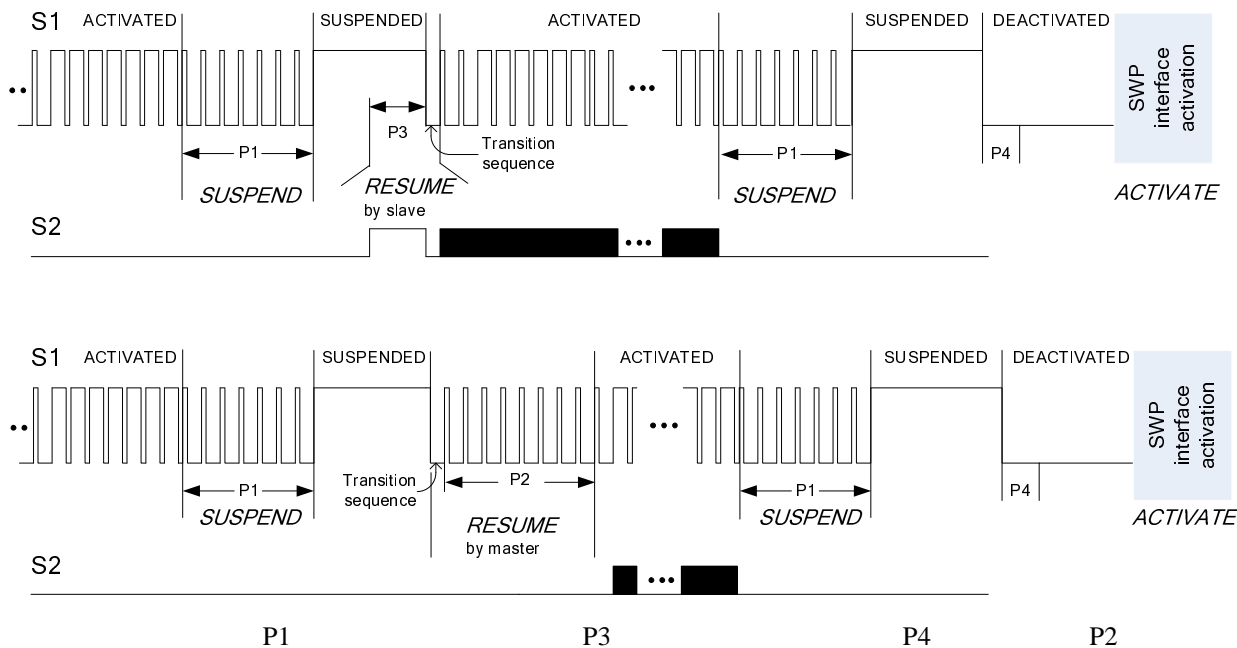 S1 ACTIVATED SUSPENDED ACTIVATED SUSPENDED DEACTIVATED
SWP
interface
activation
•• •••
P3
Transition
sequence
P1 P1 P4
SUSPEND RESUME SUSPEND ACTIVATE
by slave
S2
•••
S1 ACTIVATED SUSPENDED ACTIVATED SUSPENDED DEACTIVATED
SWP
interface
activation
•• •••
Transition
sequence
P1 P2 P1 P4
SUSPEND RESUME SUSPEND ACTIVATE
by master
S2
•••
P1 P3 P4 P2